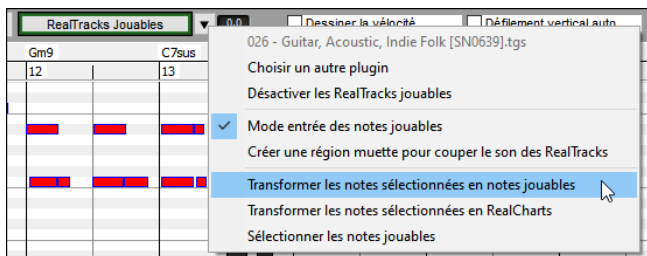 RealTracks Jouables ▼ 0,0 Dessiner la vélocité Défilement vertical auto
Gm9 C7sus
12 13
026 - Guitar, Acoustic, Indie Folk [SN0639].tgs
Choisir un autre plugin
Désactiver les RealTracks jouables
Mode entrée des notes jouables
Créer une région muette pour couper le son des RealTracks
Transformer les notes sélectionnées en notes jouables
Transformer les notes sélectionnées en RealCharts
Sélectionner les notes jouables